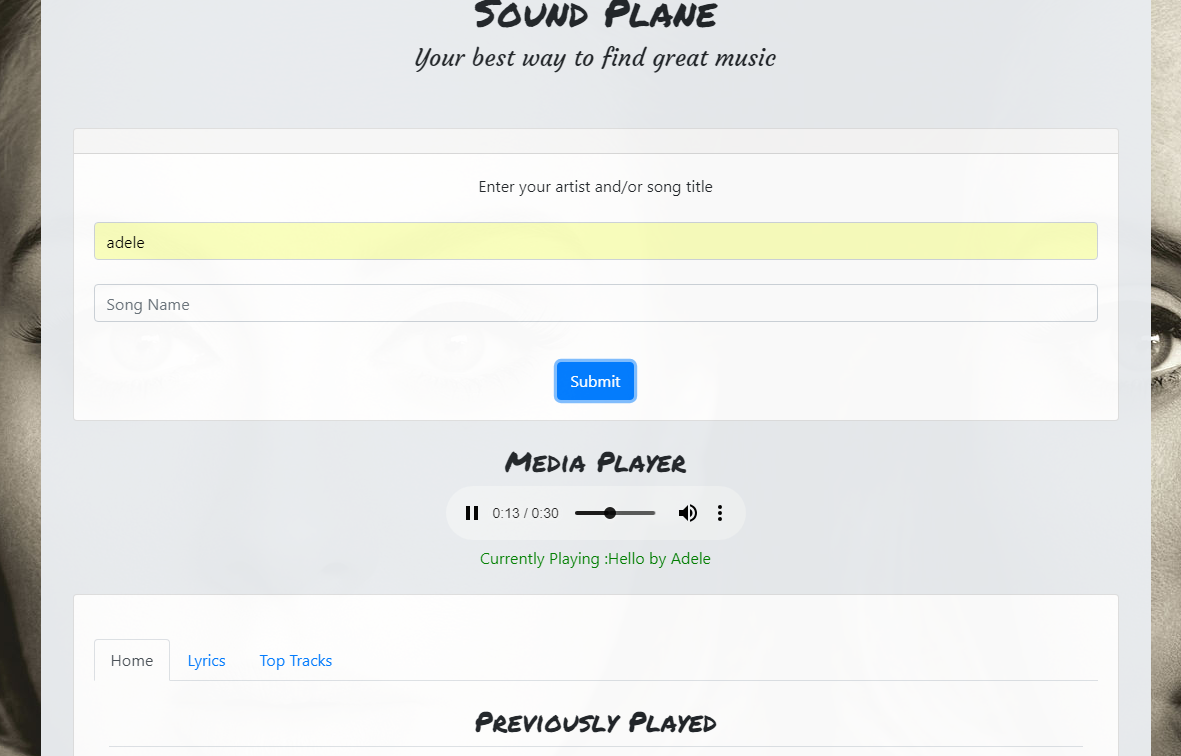 Sound Plane
Your best way to find great music
Enter your artist and/or song title
adele
Song Name
Submit
Media Player
0:13 / 0:30
Currently Playing :Hello by Adele
Home Lyrics Top Tracks
Previously Played